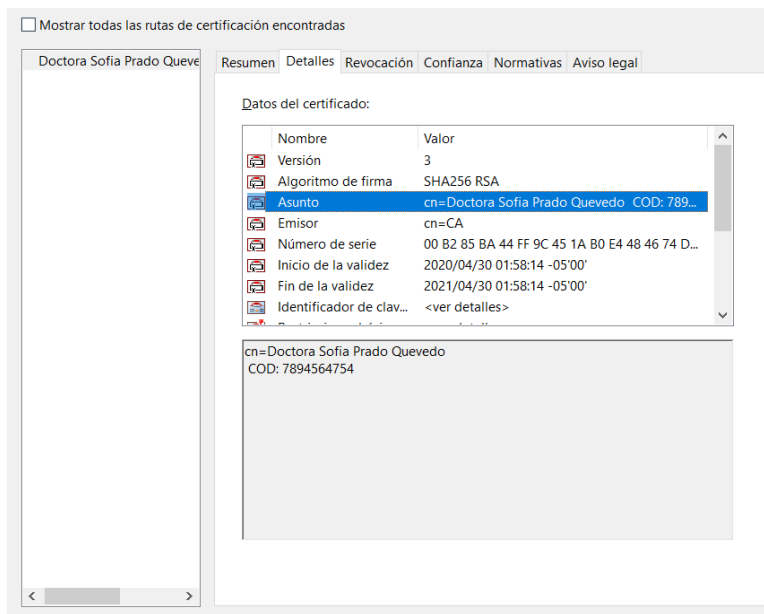 Mostrar todas las rutas de certificación encontradas
Doctora Sofia Prado Queve
Resumen Detalles Revocación Confianza Normativas Aviso legal
Datos del certificado:
Nombre Valor
Versión 3
Algoritmo de firma SHA256 RSA
Asunto cn=Doctora Sofia Prado Quevedo COD: 789...
Emisor cn=CA
Número de serie 00 B2 85 BA 44 FF 9C 45 1A B0 E4 48 46 74 D...
Inicio de la validez 2020/04/30 01:58:14 -05'00'
Fin de la validez 2021/04/30 01:58:14 -05'00'
Identificador de clav... <ver detalles>
cn=Doctora Sofia Prado Quevedo
COD: 7894564754